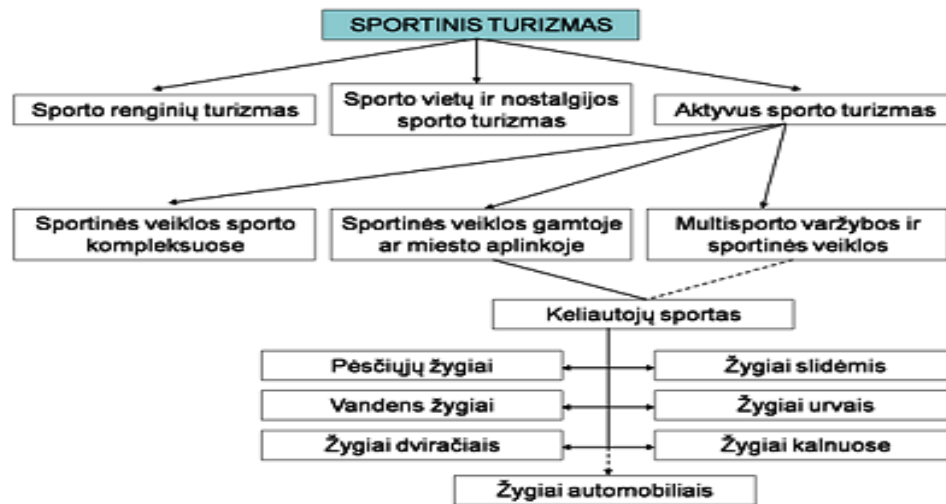 SPORTINIS TURIZMAS
Sporto renginių turizmas
Sporto vietų ir nostalgijos
sporto turizmas
Aktyvus sporto turizmas
Sportinės veiklos sporto
kompleksuose
Sportinės veiklos gamtoje
ar miesto aplinkoje
Multisporto varžybos ir
sportinės veiklos
Keliautojų sportas
Pėsčiųjų žygiai
Žygiai slidėmis
Vandens žygiai
Žygiai urvais
Žygiai dviračiais
Žygiai kalnuose
Žygiai automobiliais